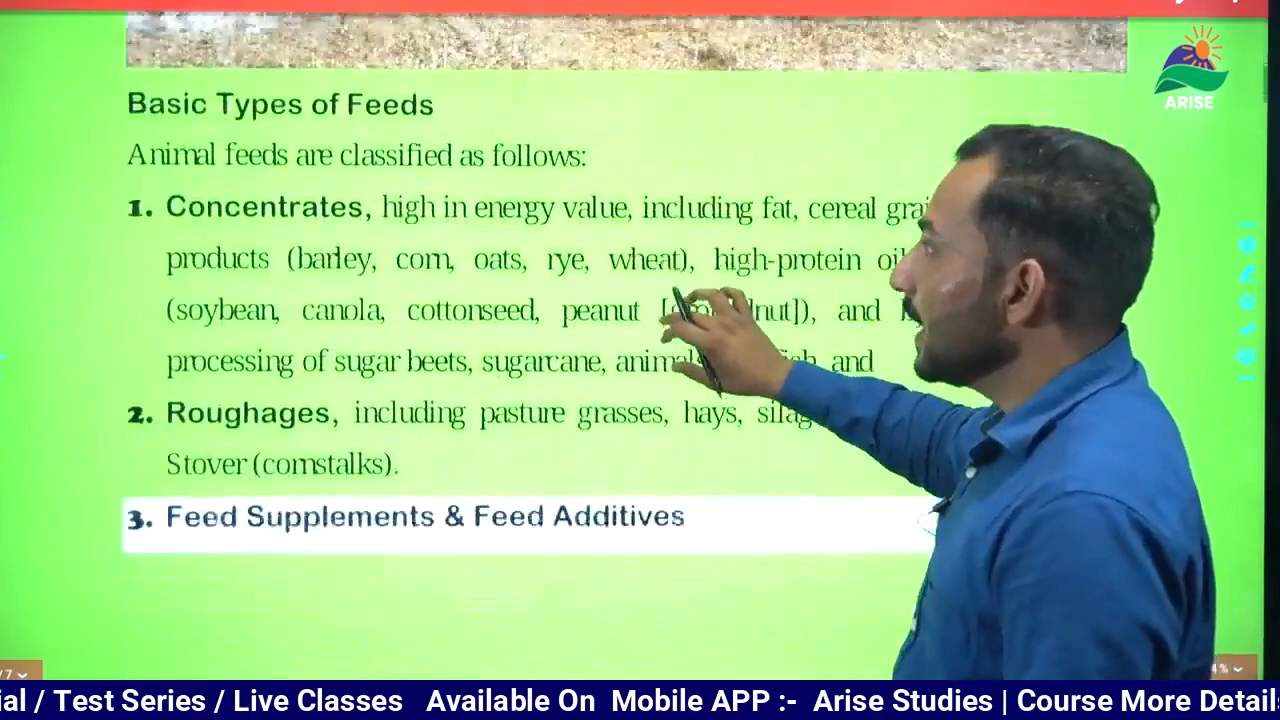 ARISE
Basic Types of Feeds
Animal feeds are classified as follows:
1. Concentrates, high in energy value, including fat, cereal
products (barley, corn, oats, rye, wheat), high-protein
(soybean, canola, cottonseed, peanut and
processing of sugar beets, sugarcane, and
2. Roughages, including pasture grasses, hays,
Stover (cornstalks).
3. Feed Supplements & Feed Additives
/ Test Series / Live Classes Available On Mobile APP :- Arise Studies | Course More